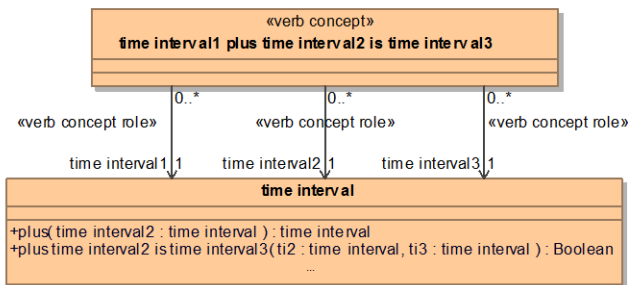 «verb concept»
time interval1 plus time interval2 is time interval3
0..* 0..* 0..*
«verb concept role» «verb concept role» «verb concept role»
time interval1 1 time interval2 1 time interval3 1
time interval
+plus( time interval2 : time interval ) : time interval
+plus time interval2 is time interval3( ti2 : time interval, ti3 : time interval ) : Boolean
...